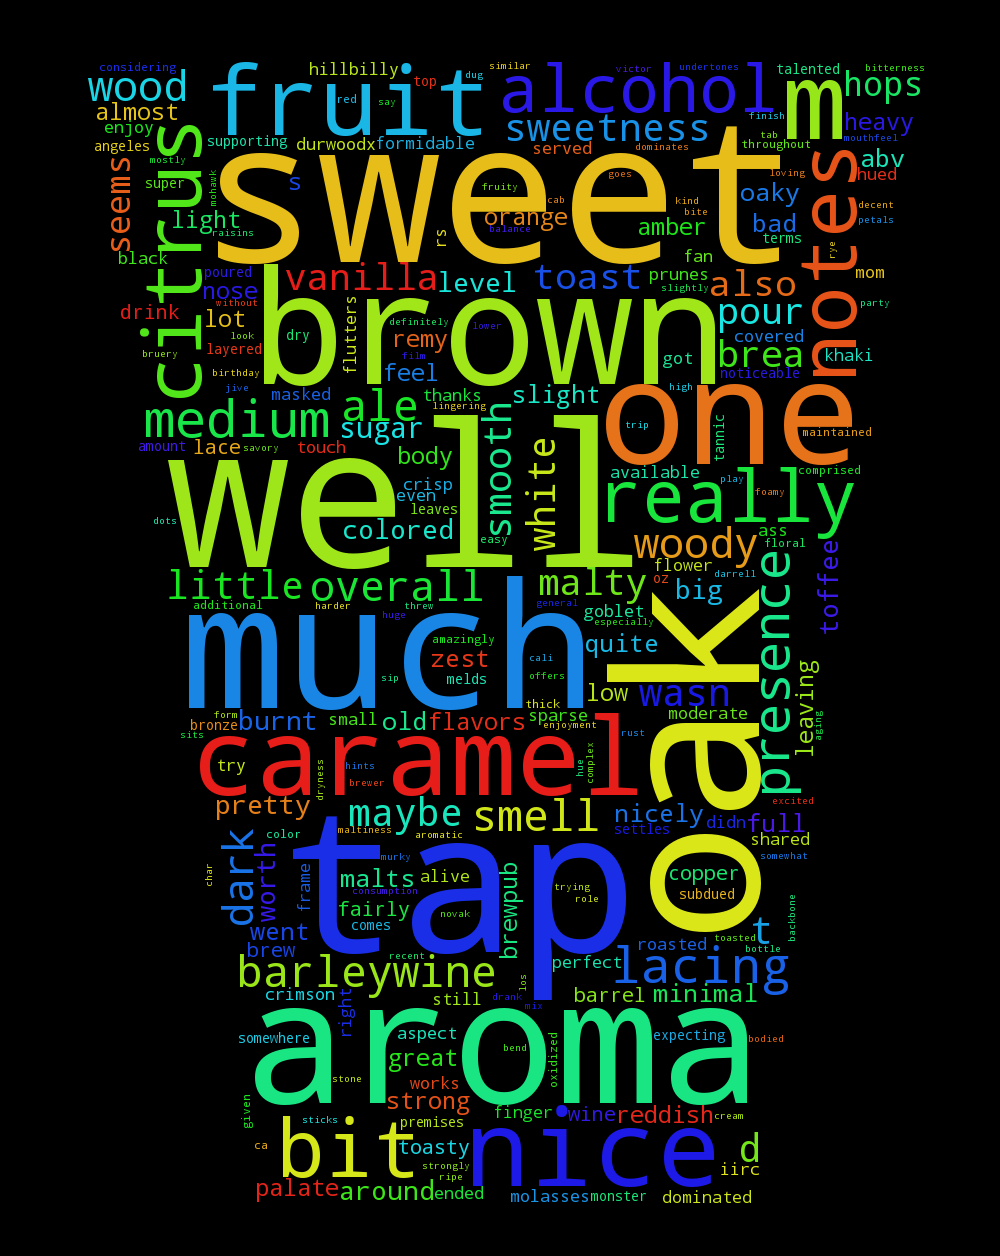 considering
hillbilly
similar
victor
undertones
talented
bitterness
wood
fruit
top
dug
alcohol
m
hops
red
say
almost
angeles
enjoy
supporting
durwoodx
formidable
sweetness
served
dominates
finish
tab
throughout
heavy
mouthfeel
abv
hued
mostly
super
seems
citrus
mohawk
s
sweet
fruity
goes
cab
orange
rs
balance
kind
bite
loving
oaky
bad
terms
decent
petals
rye
notes
light
raisins
amber
fan
black
poured
nose
without
vanilla
level
toast
prunes
slightly
also
mom
party
drink
lot
look
layered
bruery
birthday
jive
masked
dry
flutters
brown
definitely
lower
remy
film
feel
thanks
lingering
pour
covered
brea
khaki
noticeable
got
high
one
trip
tannic
maintained
slight
medium
ale
sugar
amount
lace
savory
touch
body
crisp
even
leaves
colored
smooth
easy
white
well
dots
available
play
foamy
comprised
really
ass
floral
woody
flower
oz
darrell
big
little
overall
malty
additional
harder
threw
huge
general
goblet
especially
quite
presence
toffee
much
amazingly
zest
melds
sip
cali
offers
low
wasn
thick
sparse
enjoyment
moderate
leaving
aging
oak
form
bronze
burnt
small
old
flavors
sits
caramel
try
hints
brewer
dryness
hue
complex
rust
excited
pretty
maybe
smell
nicely
settles
didn
full
shared
somewhat
color
maltiness
aromatic
murky
tap
dark
char
worth
frame
malts
alive
consumption
fairly
comes
novak
trying
role
brewpub
copper
subdued
backbone
t
toasted
bottle
went
brew
recent
perfect
roasted
lacing
barleywine
los
crimson
right
still
drank
mix
barrel
minimal
somewhere
aspect
aroma
bend
oxidized
expecting
bodied
great
stone
works
strong
given
sticks
premises
finger
wine
reddish
cream
bit
nice
d
ca
toasty
strongly
ripe
iirc
palate
around
ended
molasses
monster
dominated